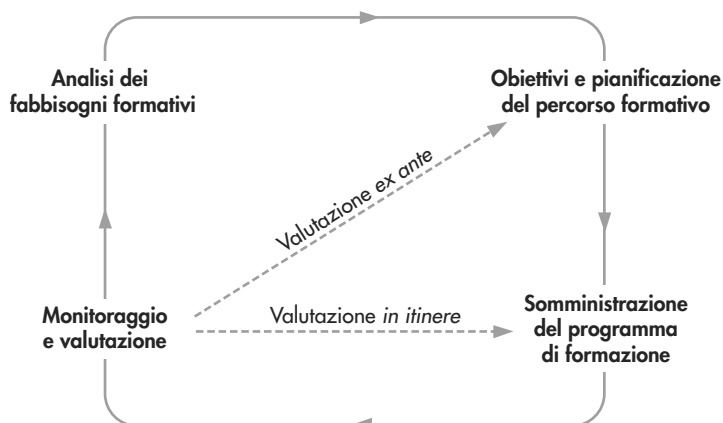 Analisi dei
fabbisogni formativi
Obiettivi e pianificazione
del percorso formativo
Valutazione ex ante
Monitoraggio
e valutazione
Valutazione in itinere
Somministrazione
del programma
di formazione